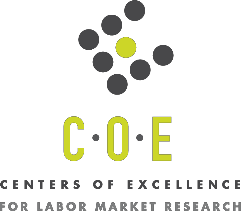 C·O·E
CENTERS OF EXCELLENCE
FOR LABOR MARKET RESEARCH